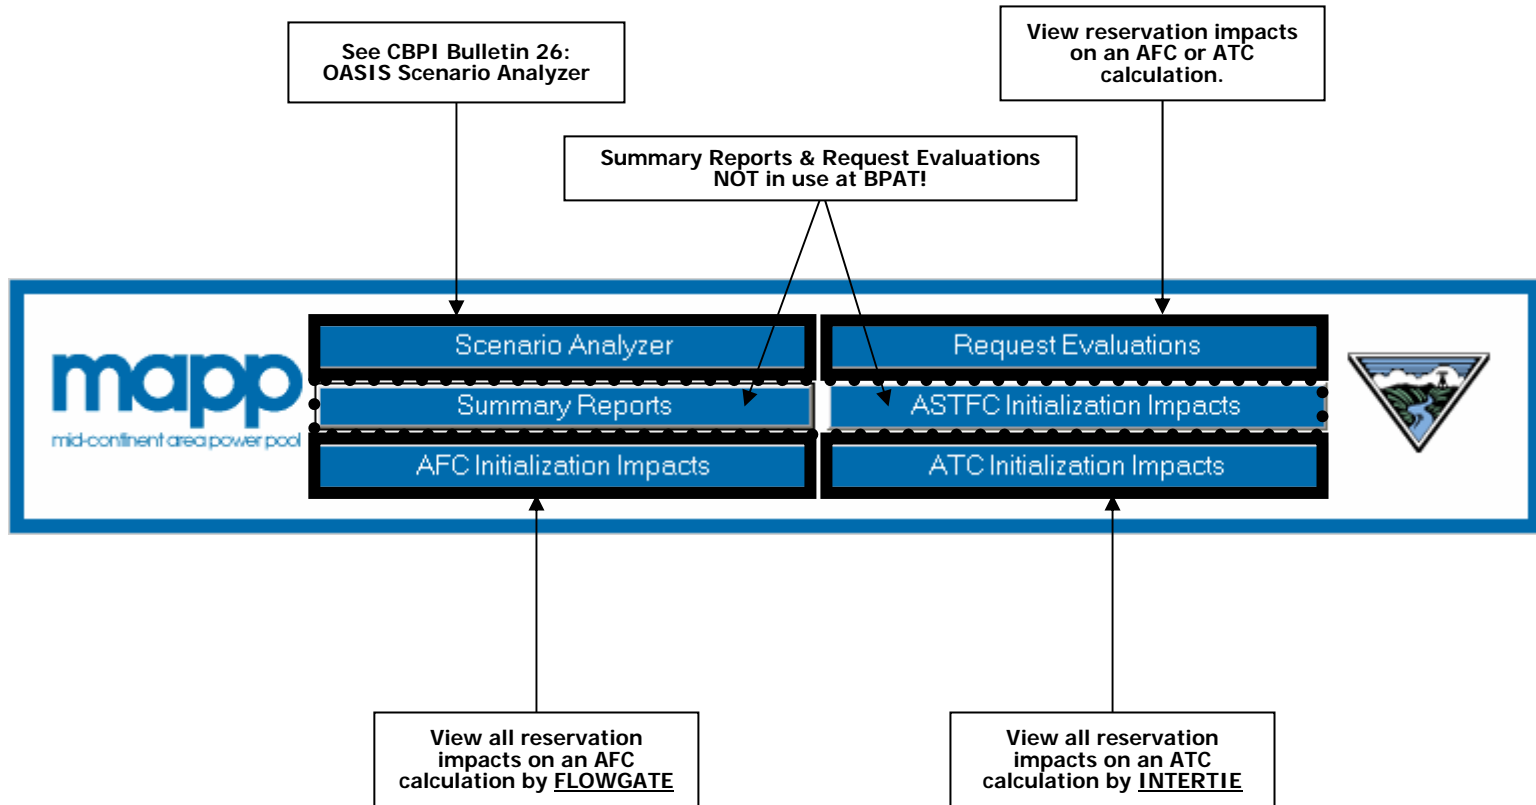 See CBPI Bulletin 26:
OASIS Scenario Analyzer
View reservation impacts
on an AFC or ATC
calculation.
Summary Reports & Request Evaluations
NOT in use at BPAT!
mapp
mid-continent area power pool
Scenario Analyzer
Request Evaluations
Summary Reports
ASTFC Initialization Impacts
AFC Initialization Impacts
ATC Initialization Impacts
View all reservation
impacts on an AFC
calculation by FLOWGATE
View all reservation
impacts on an ATC
calculation by INTERTIE